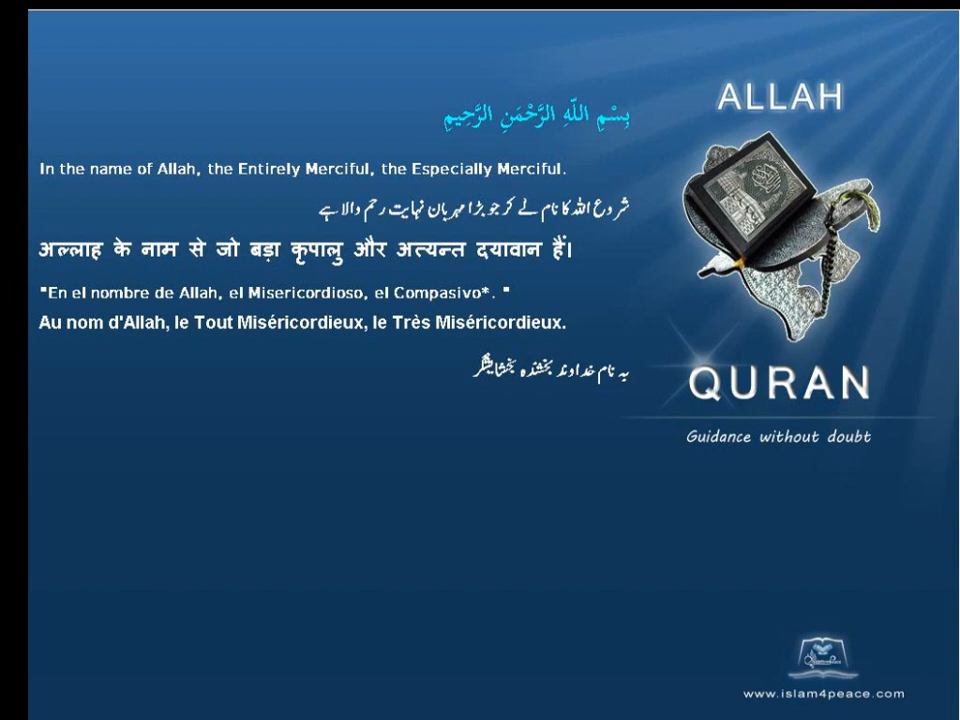 بِسْمِ اللّهِ الرَّحْمَنِ الرَّحِيمِ
In the name of Allah, the Entirely Merciful, the Especially Merciful.
شروع اللہ کا نام لے کر جو بڑا مہربان نہایت رحم والا ہے
अल्लाह के नाम से जो बड़ा कृपालु और अत्यन्त दयावान हैं।
"En el nombre de Allah, el Misericordioso, el Compasivo*. "
Au nom d'Allah, le Tout Miséricordieux, le Très Miséricordieux.
به نام خداوند بخشنده بخشایشگر
ALLAH
QURAN
Guidance without doubt
www.islam4peace.com